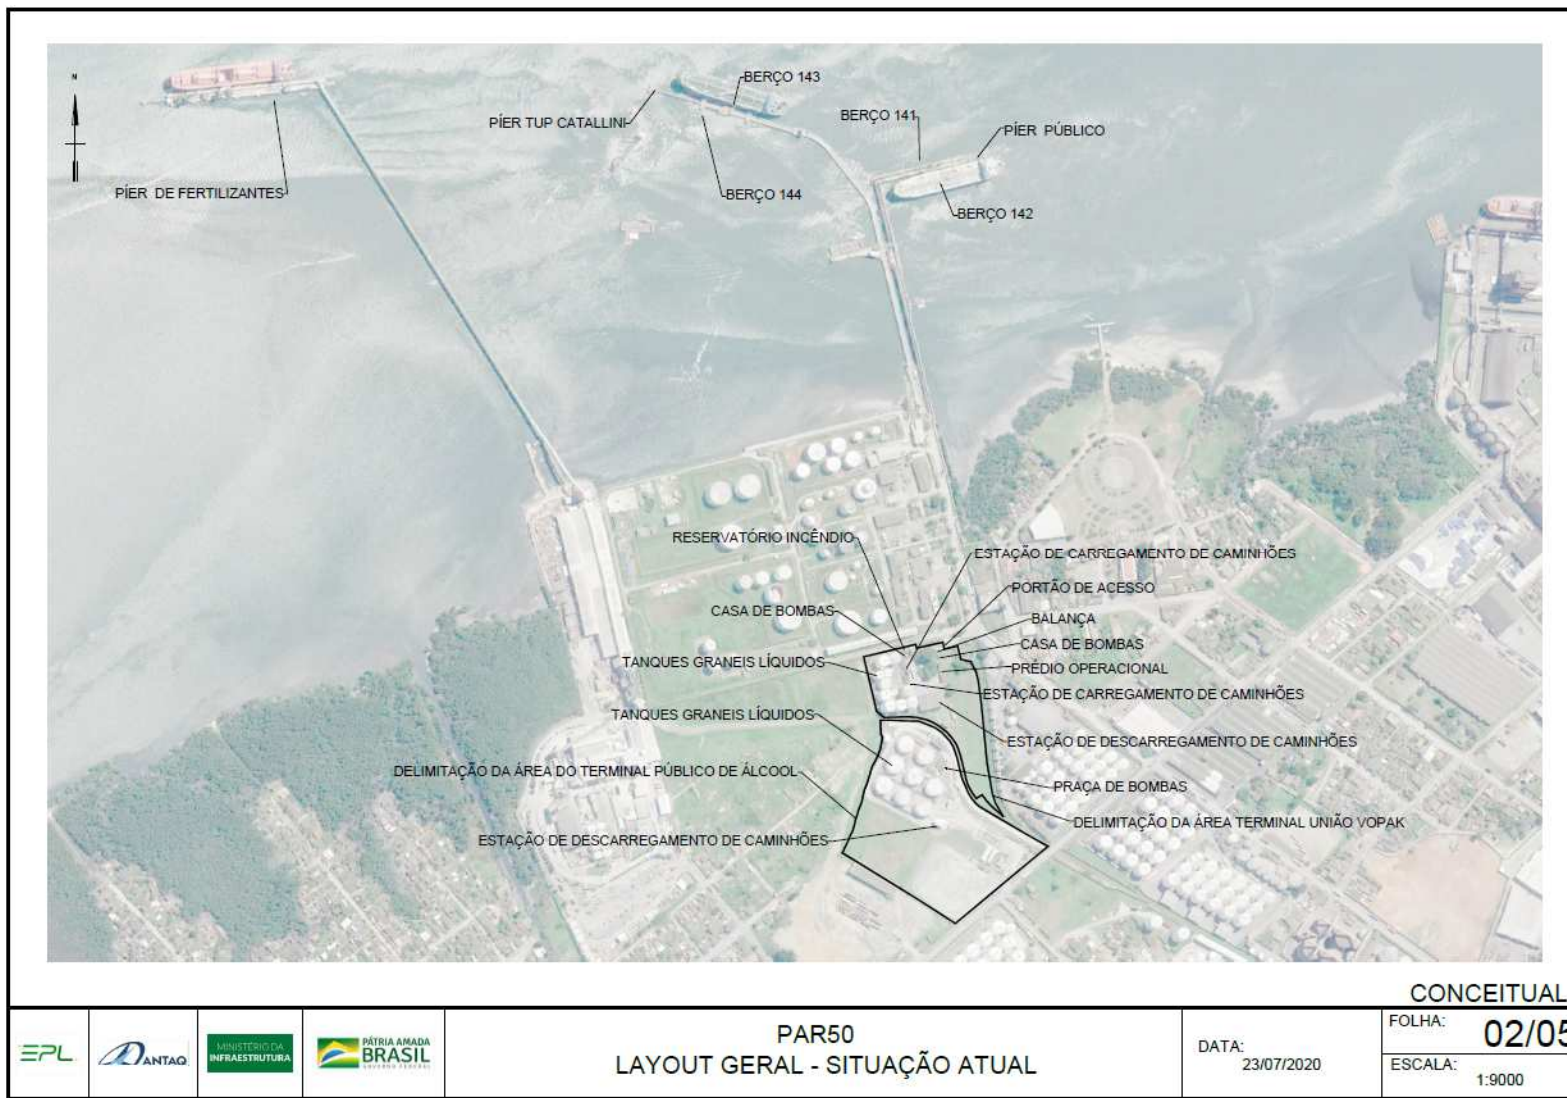 N
BERÇO 143
PÍER TUP CATALLINI
BERÇO 141
PÍER PÚBLICO
PÍER DE FERTILIZANTES
BERÇO 144
BERÇO 142
RESERVATÓRIO INCÊNDIO
ESTAÇÃO DE CARREGAMENTO DE CAMINHÕES
PORTÃO DE ACESSO
CASA DE BOMBAS
BALANÇA
CASA DE BOMBAS
TANQUES GRANEIS LÍQUIDOS
PRÉDIO OPERACIONAL
ESTAÇÃO DE CARREGAMENTO DE CAMINHÕES
TANQUES GRANEIS LÍQUIDOS
ESTAÇÃO DE DESCARREGAMENTO DE CAMINHÕES
DELIMITAÇÃO DA ÁREA DO TERMINAL PÚBLICO DE ÁLCOOL
PRAÇA DE BOMBAS
DELIMITAÇÃO DA ÁREA TERMINAL UNIÃO VOPAK
ESTAÇÃO DE DESCARREGAMENTO DE CAMINHÕES
CONCEITUAL
EPL
ANTAQ
MINISTÉRIO DA
INFRAESTRUTURA
PÁTRIA AMADA
BRASIL
GOVERNO FEDERAL
PAR50
LAYOUT GERAL - SITUAÇÃO ATUAL
DATA:
23/07/2020
FOLHA:
02/05
ESCALA:
1:9000